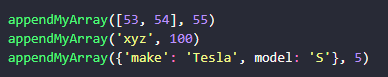 appendMyArray([53, 54], 55)
appendMyArray('xyz', 100)
appendMyArray({'make': 'Tesla', model: 'S'}, 5)